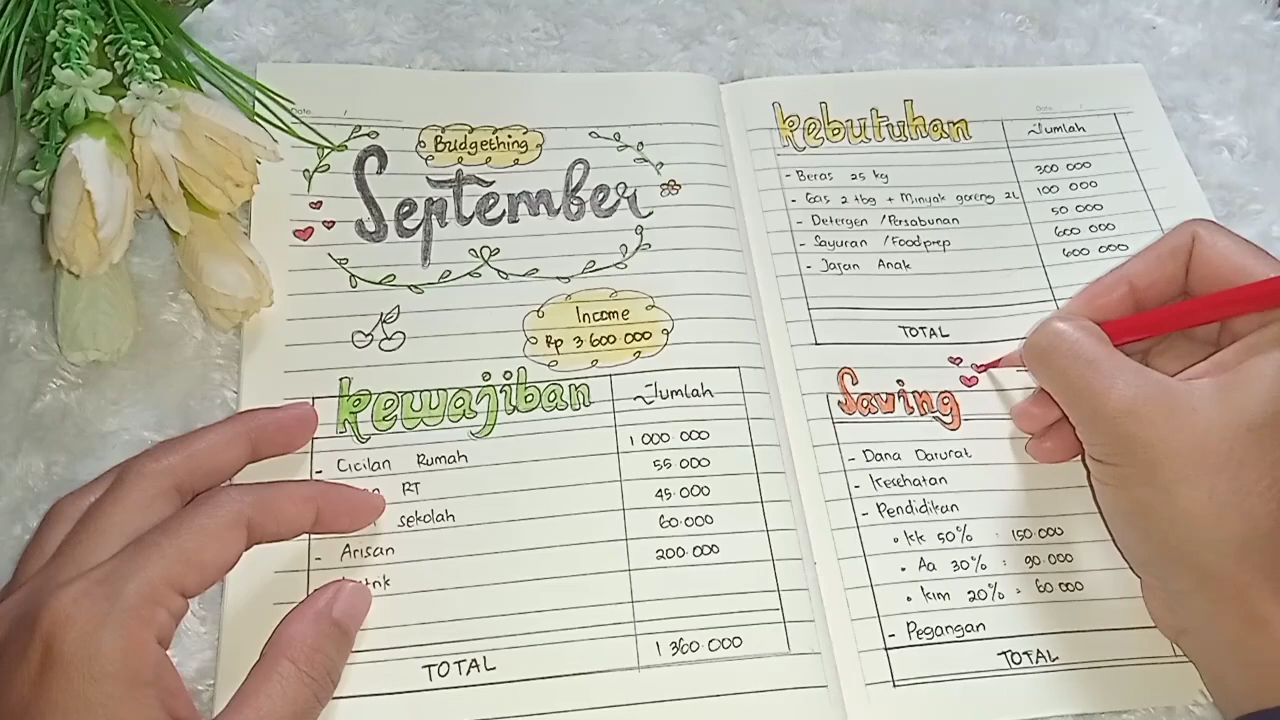 Date / 
Budgething
September
Income
Rp 3.600.000
kewajiban Jumlah
- Cicilan Rumah 1 000.000
RT 55.000
sekolah 45.000
- Arisan 60.000
200.000
TOTAL 1 360.000
Date /
kebutuhan Jumlah
- Beras 25 kg 300 000
- Gas 2 tbg + Minyak goreng 2L 100 000
- Detergen / Persabunan 50 000
- Sayuran / Foodprep 600 000
- Jajan Anak 600 000
TOTAL
Saving
- Dana Darurat
- kesehatan
- Pendidikan
• kk 50% : 150.000
• Aa 30% : 90.000
• kim 20% : 60 000
- Pegangan
TOTAL